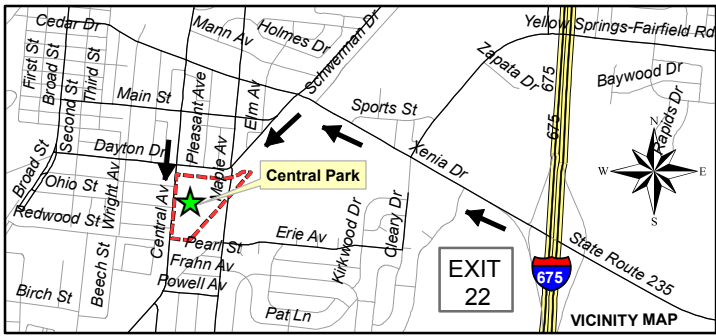 Cedar Dr
Mann Av
Holmes Dr
Schwerman Dr
Yellow Springs-Fairfield Rd
First St
Broad St
Third St
Second St
Main St
Pleasant Ave
Elm Av
Sports St
Zapata Dr
675
675
Baywood Dr
Rapids Dr
Dayton Dr
Maple Av
Xenia Dr
N
W
E
S
Broad St
Ohio St
Wright Av
Central Av
Central Park
Redwood St
Pearl St
Erie Av
Kirkwood Dr
Cleary Dr
State Route 235
Beech St
Frahn Av
Powell Av
Birch St
Pat Ln
EXIT
22
675
VICINITY MAP